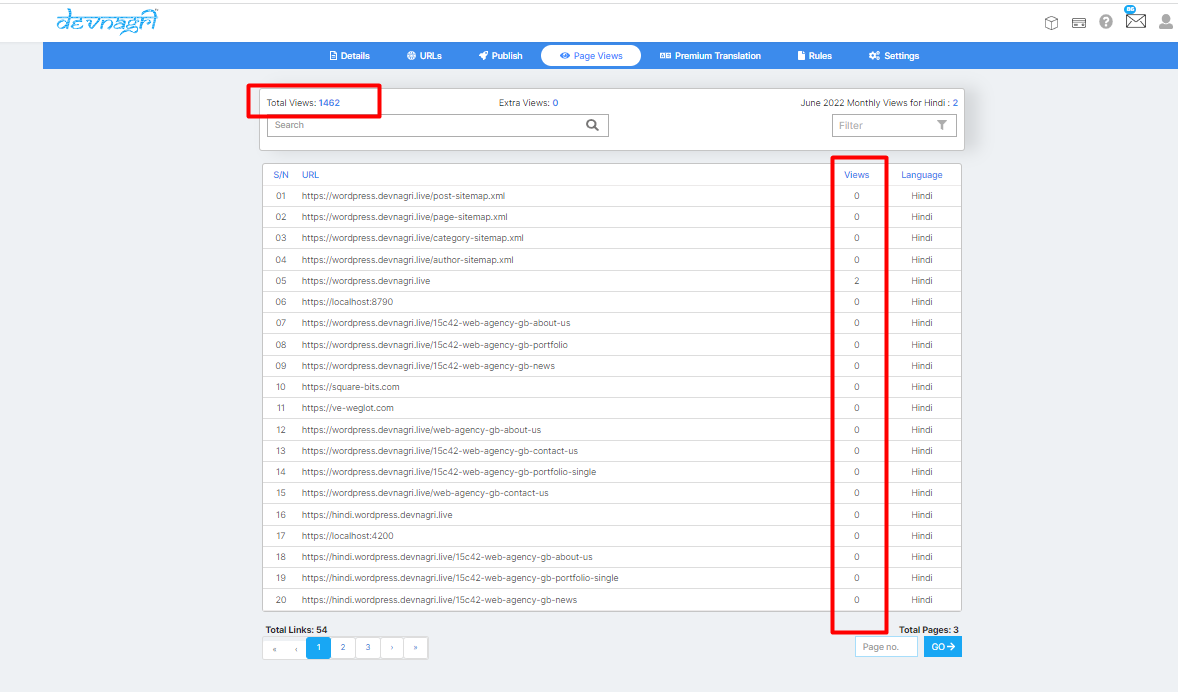 devnagri
86
Details URLs Publish Page Views Premium Translation Rules Settings
Total Views: 1462 Extra Views: 0 June 2022 Monthly Views for Hindi : 2
Search Filter
S/N URL Views Language
01 https://wordpress.devnagri.live/post-sitemap.xml 0 Hindi
02 https://wordpress.devnagri.live/page-sitemap.xml 0 Hindi
03 https://wordpress.devnagri.live/category-sitemap.xml 0 Hindi
04 https://wordpress.devnagri.live/author-sitemap.xml 0 Hindi
05 https://wordpress.devnagri.live 2 Hindi
06 https://localhost:8790 0 Hindi
07 https://wordpress.devnagri.live/15c42-web-agency-gb-about-us 0 Hindi
08 https://wordpress.devnagri.live/15c42-web-agency-gb-portfolio 0 Hindi
09 https://wordpress.devnagri.live/15c42-web-agency-gb-news 0 Hindi
10 https://square-bits.com 0 Hindi
11 https://ve-weglot.com 0 Hindi
12 https://wordpress.devnagri.live/web-agency-gb-about-us 0 Hindi
13 https://wordpress.devnagri.live/15c42-web-agency-gb-contact-us 0 Hindi
14 https://wordpress.devnagri.live/15c42-web-agency-gb-portfolio-single 0 Hindi
15 https://wordpress.devnagri.live/web-agency-gb-contact-us 0 Hindi
16 https://hindi.wordpress.devnagri.live 0 Hindi
17 https://localhost:4200 0 Hindi
18 https://hindi.wordpress.devnagri.live/15c42-web-agency-gb-about-us 0 Hindi
19 https://hindi.wordpress.devnagri.live/15c42-web-agency-gb-portfolio-single 0 Hindi
20 https://hindi.wordpress.devnagri.live/15c42-web-agency-gb-news 0 Hindi
Total Links: 54 Total Pages: 3
« ‹ 1 2 3 › » Page no. GO